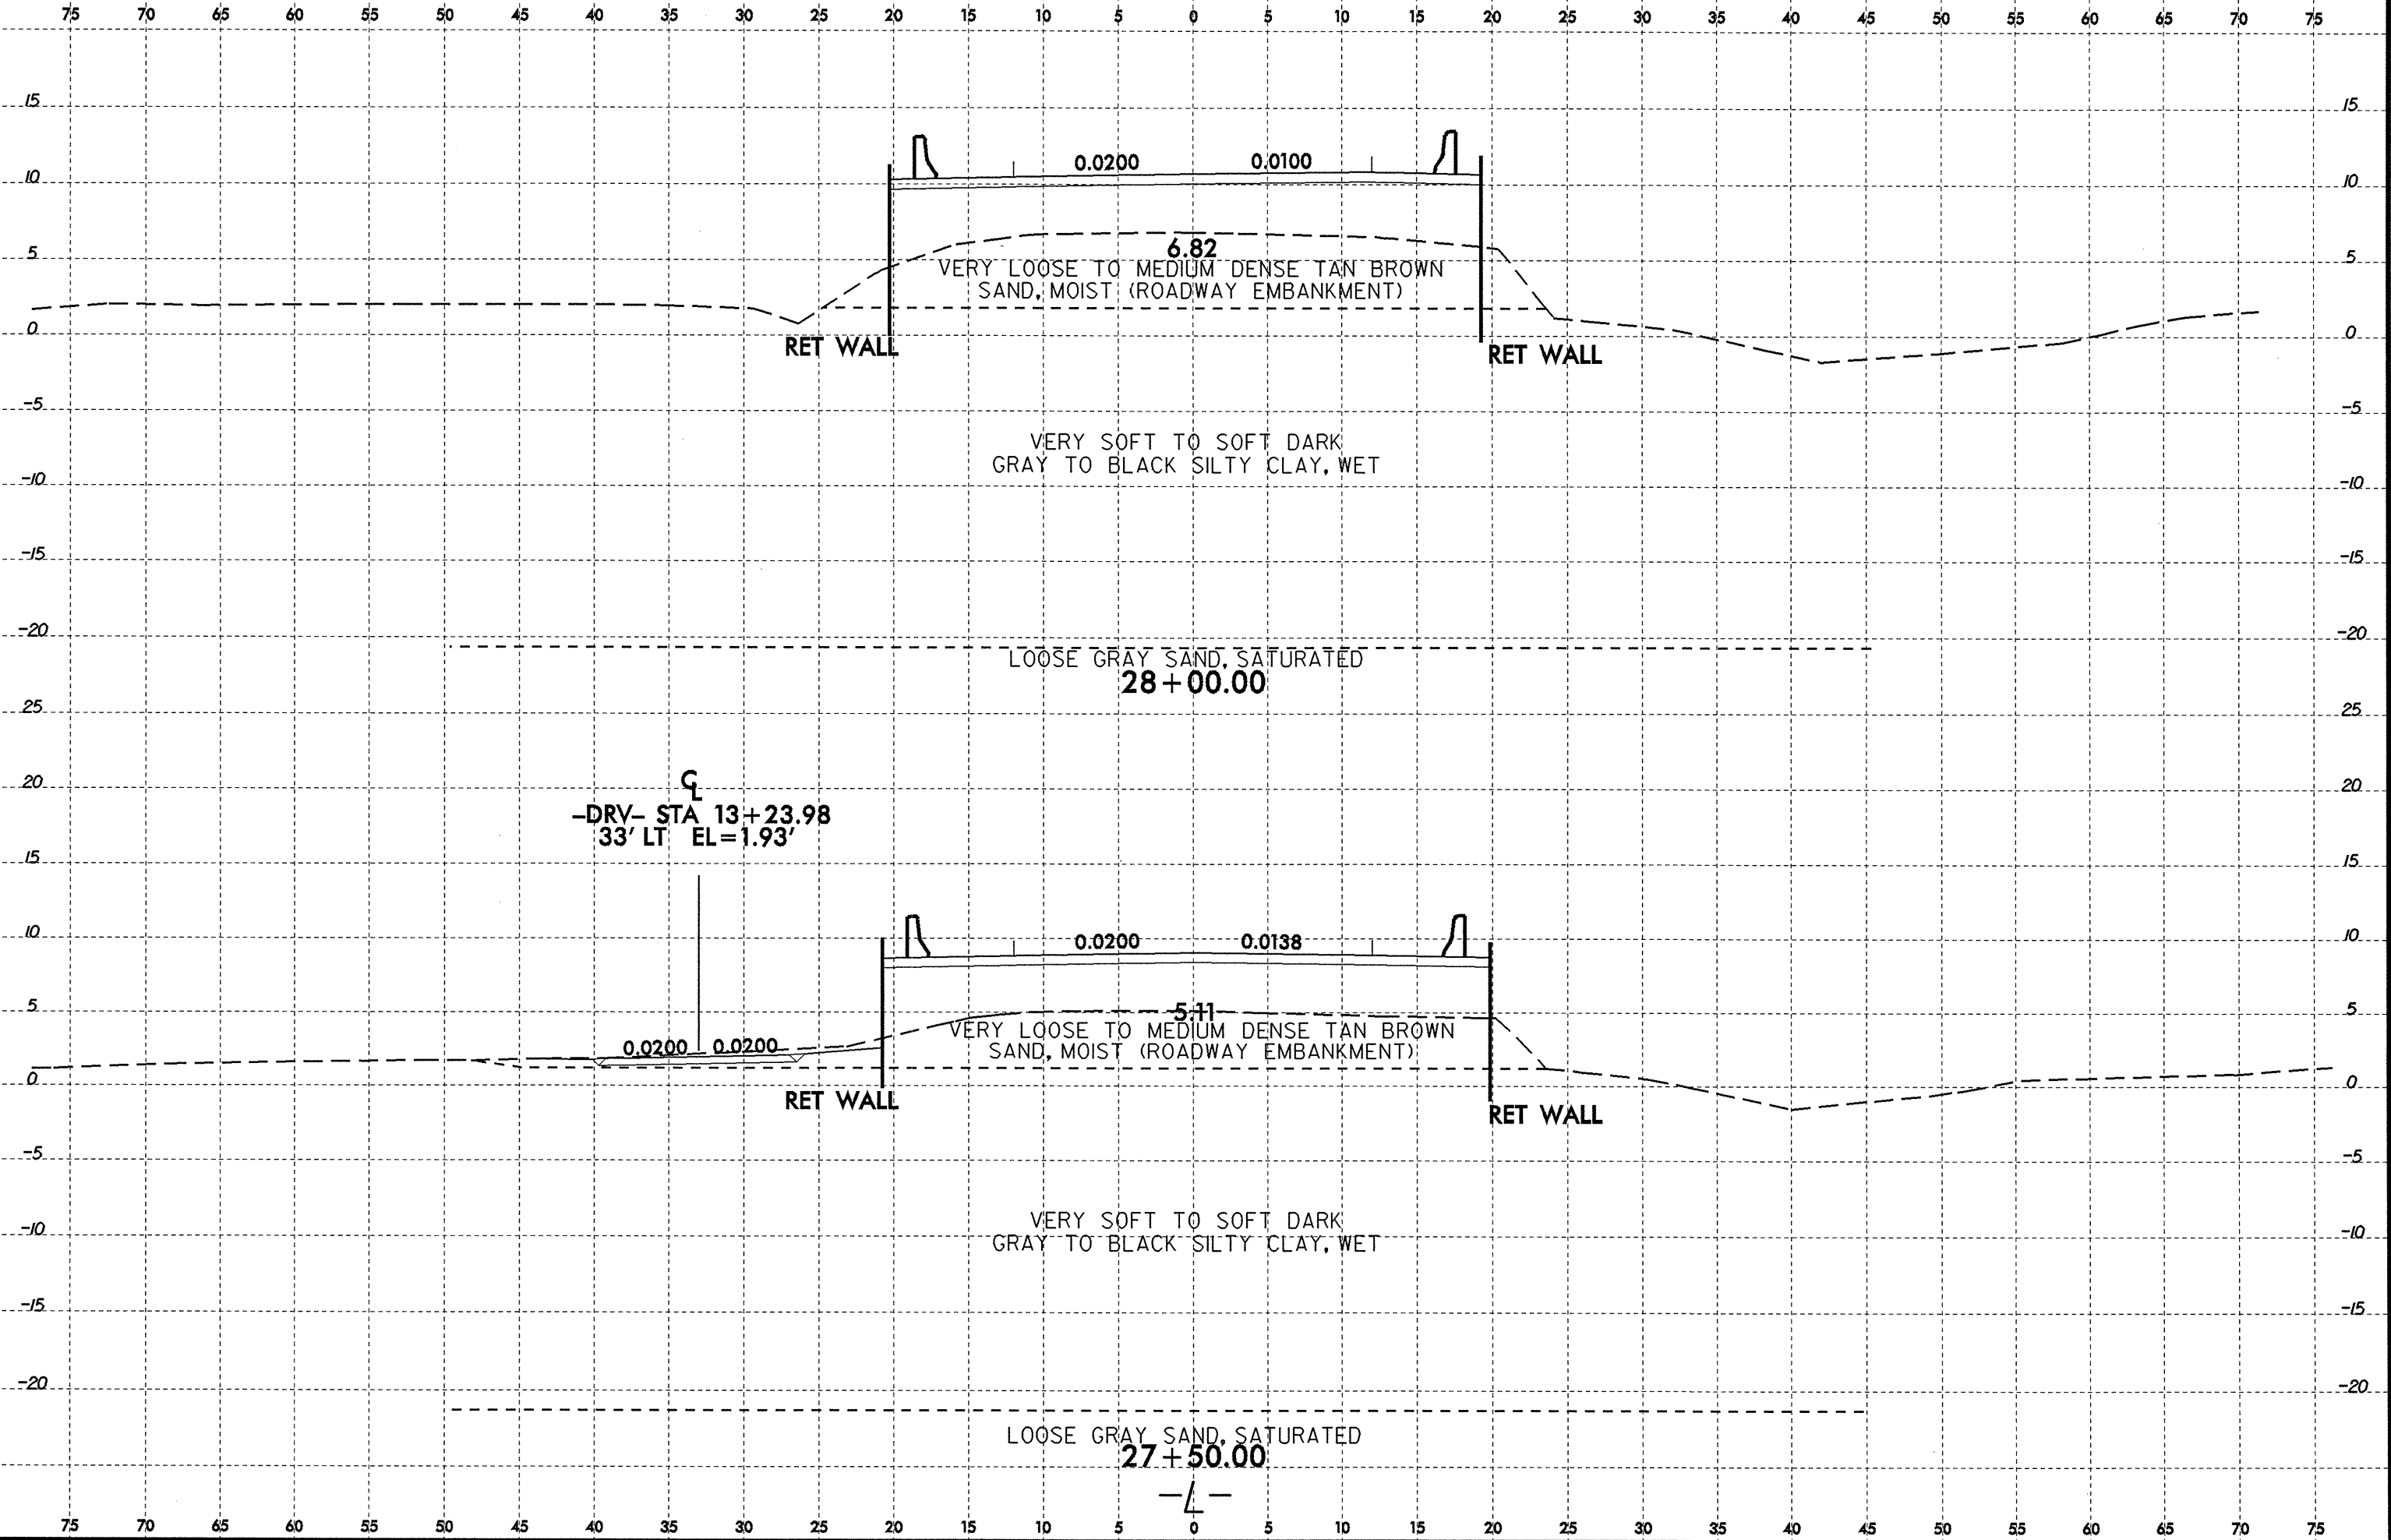 75 70 65 60 55 50 45 40 35 30 25 20 15 10 5 0 5 10 15 20 25 30 35 40 45 50 55 60 65 70 75
15 15
0.0200 0.0100
10 10
6.82
5 5
VERY LOOSE TO MEDIUM DENSE TAN BROWN
SAND, MOIST (ROADWAY EMBANKMENT)
0 0
RET WALL RET WALL
-5 -5
VERY SOFT TO SOFT DARK
GRAY TO BLACK SILTY CLAY, WET
-10 -10
-15 -15
-20 -20
LOOSE GRAY SAND, SATURATED
28+00.00
25 25
20 20
CL
-DRV- STA 13+23.98
33' LT EL=1.93'
15 15
10 10
0.0200 0.0138
5 5
5.11
VERY LOOSE TO MEDIUM DENSE TAN BROWN
SAND, MOIST (ROADWAY EMBANKMENT)
0.0200 0.0200
0 0
RET WALL RET WALL
-5 -5
VERY SOFT TO SOFT DARK
GRAY TO BLACK SILTY CLAY, WET
-10 -10
-15 -15
-20 -20
LOOSE GRAY SAND, SATURATED
27+50.00
-L-
75 70 65 60 55 50 45 40 35 30 25 20 15 10 5 0 5 10 15 20 25 30 35 40 45 50 55 60 65 70 75